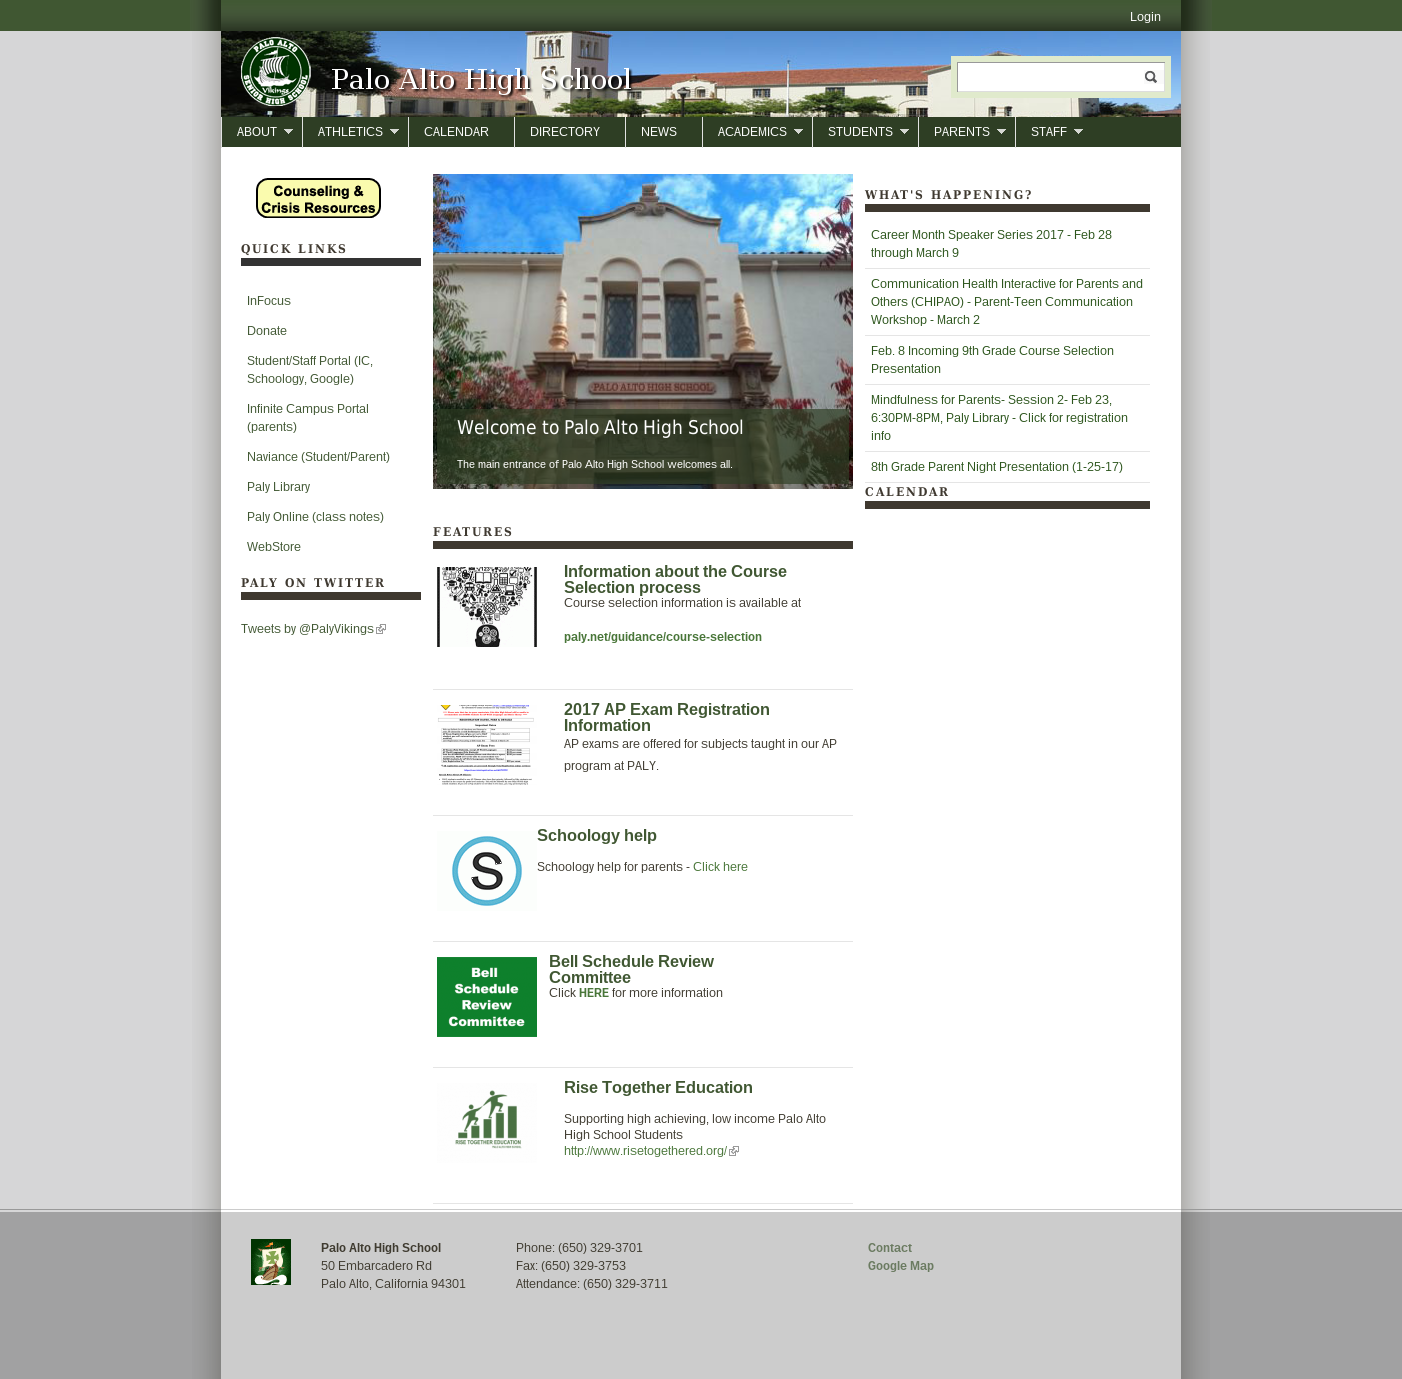 Login
PALO ALTO
Vikings
SENIOR HIGH SCHOOL
Palo Alto High School
ABOUT
ATHLETICS
CALENDAR
DIRECTORY
NEWS
ACADEMICS
STUDENTS
PARENTS
STAFF
Counseling &
Crisis Resources
QUICK LINKS
InFocus
Donate
Student/Staff Portal (IC,
Schoology, Google)
Infinite Campus Portal
(parents)
Naviance (Student/Parent)
Paly Library
Paly Online (class notes)
WebStore
PALY ON TWITTER
Tweets by @PalyVikings
PALO ALTO HIGH SCHOOL
Welcome to Palo Alto High School
The main entrance of Palo Alto High School welcomes all.
FEATURES
Information about the Course
Selection process
Course selection information is available at
paly.net/guidance/course-selection
2017 AP Exam Registration
Information
AP exams are offered for subjects taught in our AP
program at PALY.
S
Schoology help
Schoology help for parents - Click here
Bell
Schedule
Review
Committee
Bell Schedule Review
Committee
Click HERE for more information
RISE TOGETHER EDUCATION
Rise Together Education
Supporting high achieving, low income Palo Alto
High School Students
http://www.risetogethered.org/
WHAT'S HAPPENING?
Career Month Speaker Series 2017 - Feb 28
through March 9
Communication Health Interactive for Parents and
Others (CHIPAO) - Parent-Teen Communication
Workshop - March 2
Feb. 8 Incoming 9th Grade Course Selection
Presentation
Mindfulness for Parents- Session 2- Feb 23,
6:30PM-8PM, Paly Library - Click for registration
info
8th Grade Parent Night Presentation (1-25-17)
CALENDAR
Palo Alto High School
50 Embarcadero Rd
Palo Alto, California 94301
Phone: (650) 329-3701
Fax: (650) 329-3753
Attendance: (650) 329-3711
Contact
Google Map